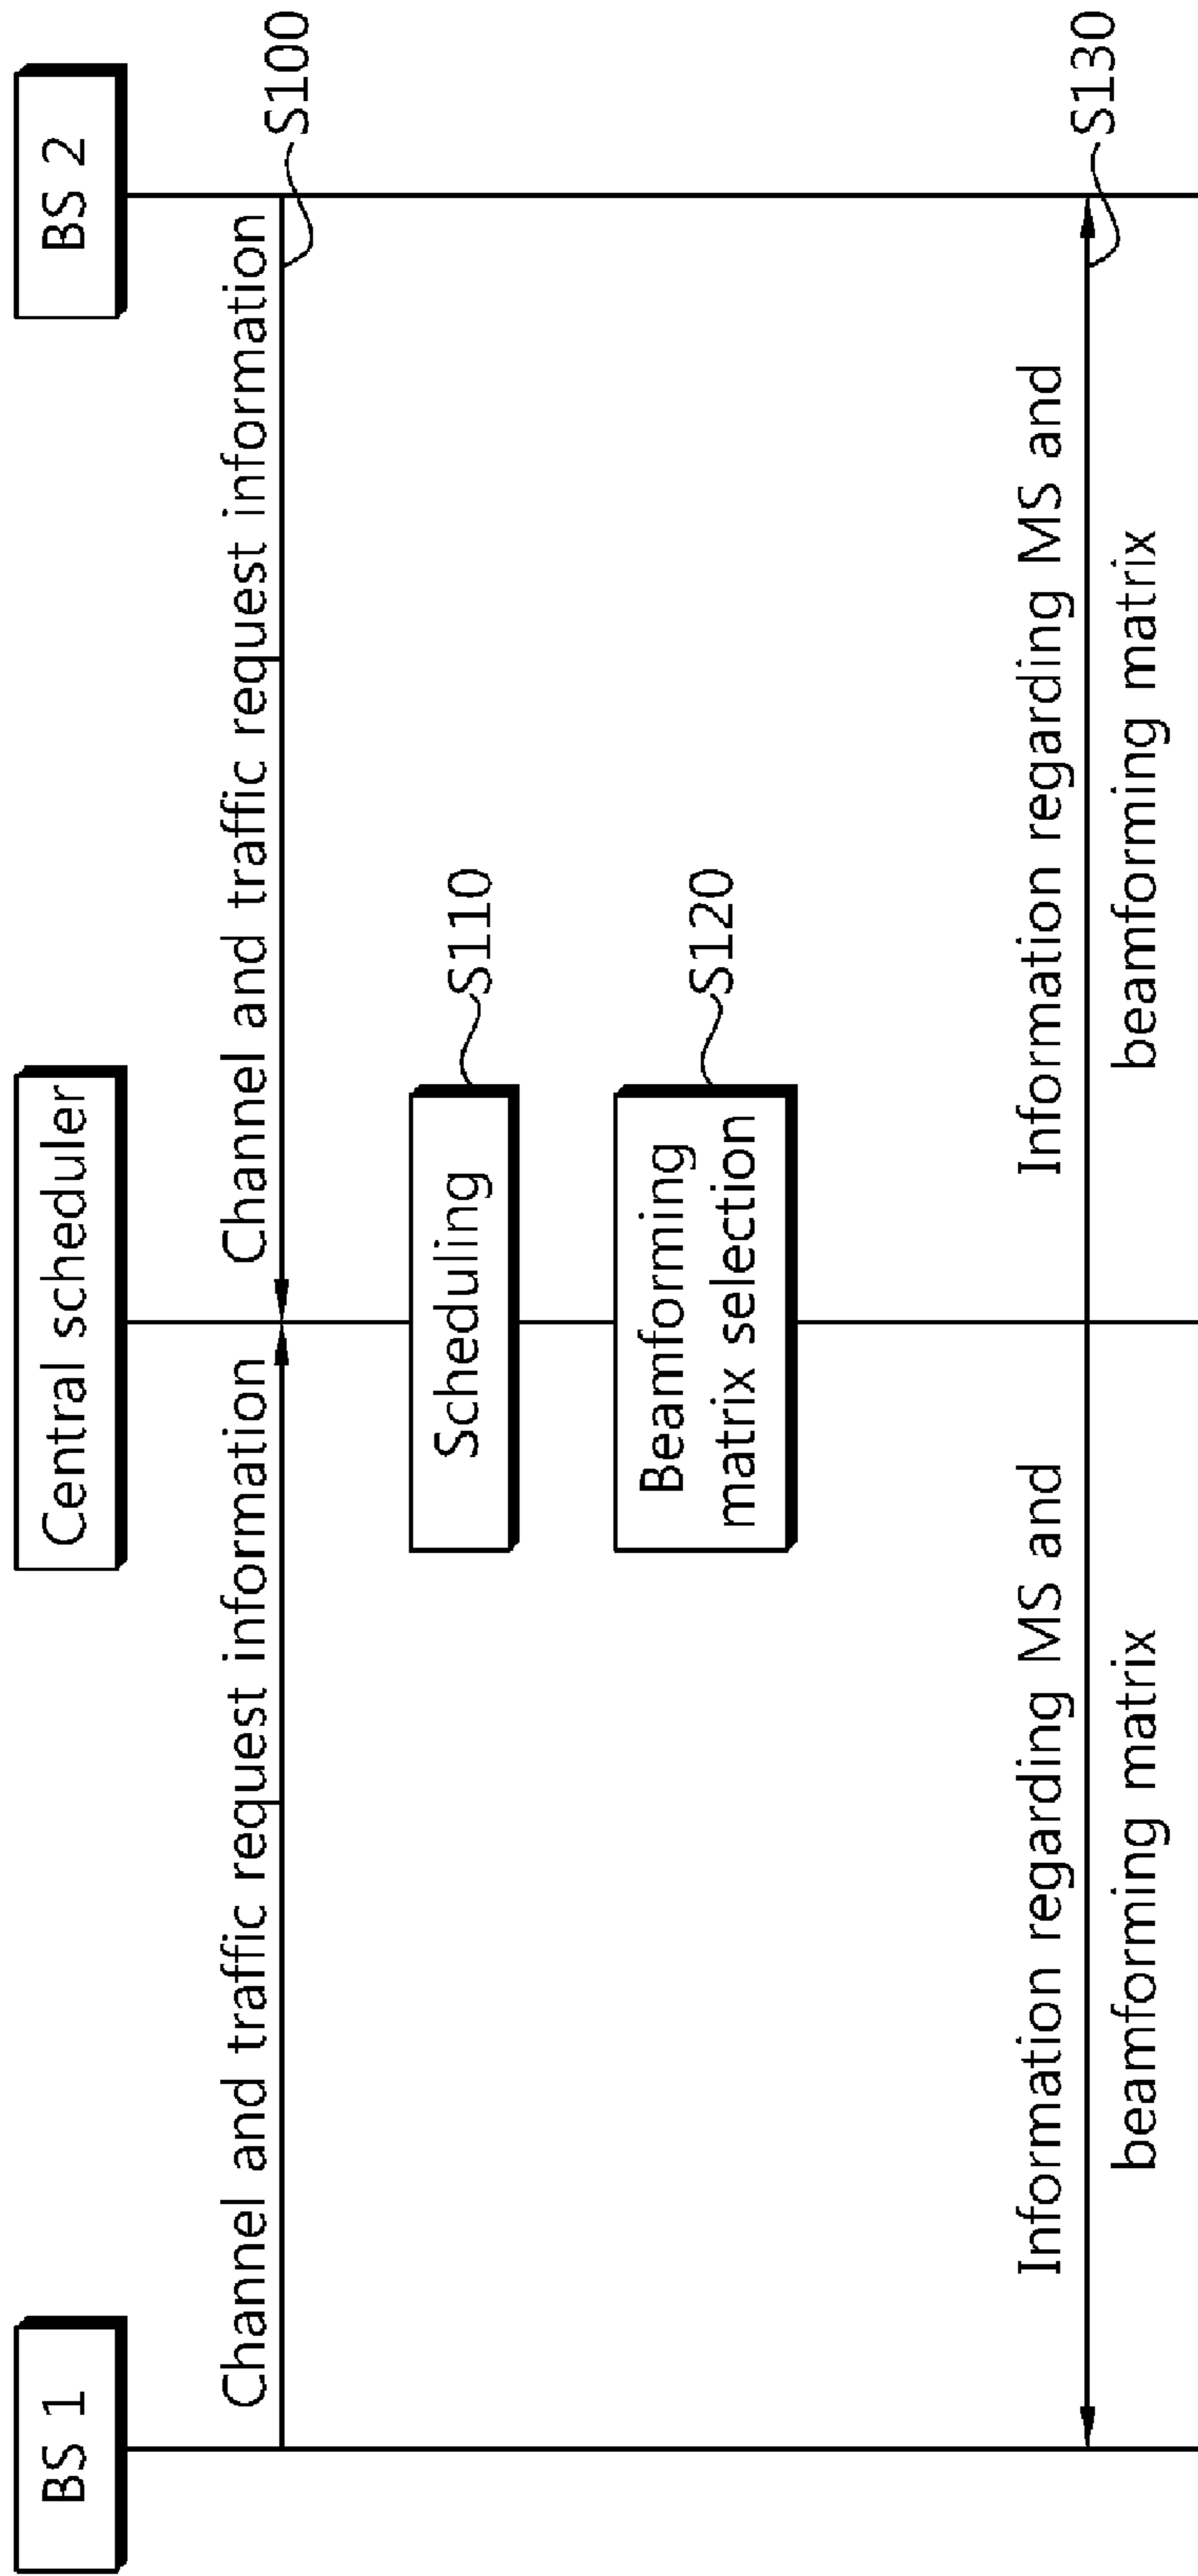 BS 1
Central scheduler
BS 2
Channel and traffic request information
Channel and traffic request information
S100
Scheduling
S110
Beamforming
matrix selection
S120
Information regarding MS and
beamforming matrix
Information regarding MS and
beamforming matrix
S130